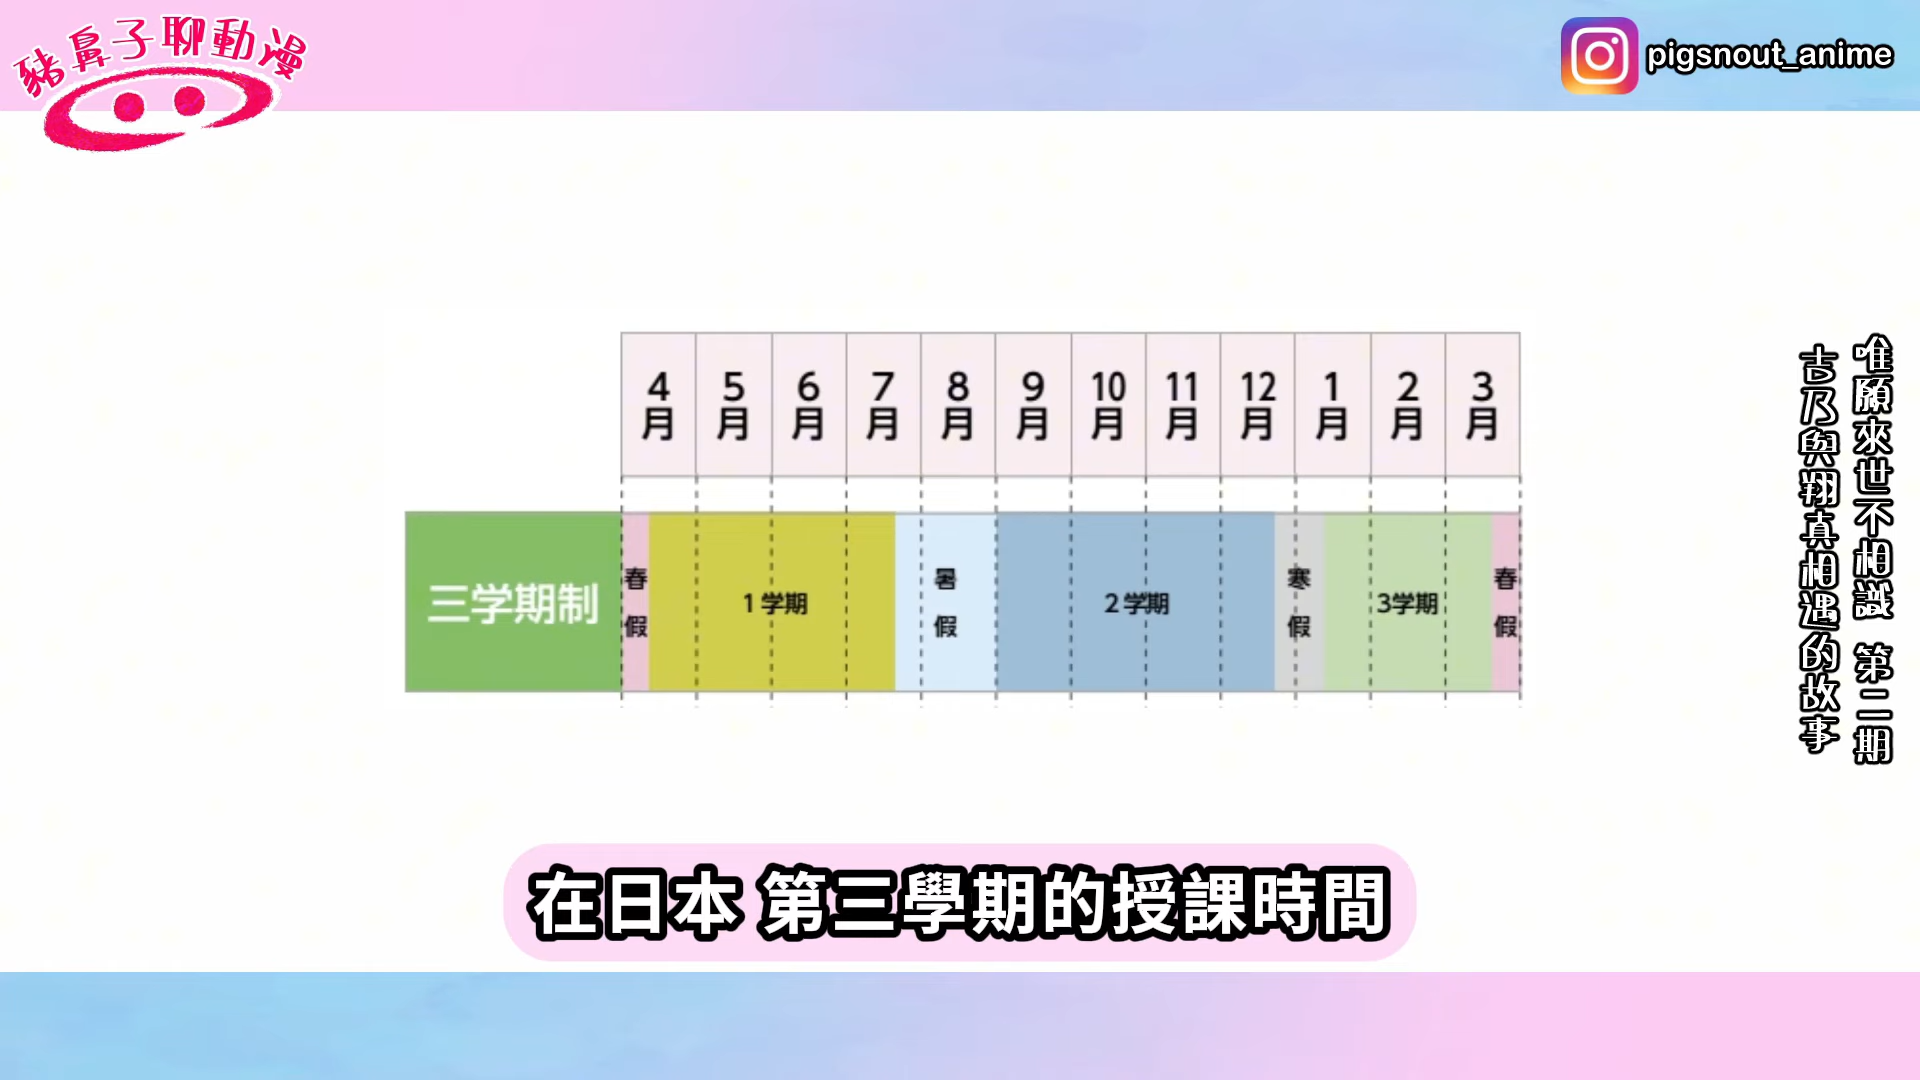 豬鼻子聊動漫
pigsnout_anime
4月 5月 6月 7月 8月 9月 10月 11月 12月 1月 2月 3月
三学期制 春假 1学期 暑假 2学期 寒假 3学期 春假
唯願來世不相識 第二期
吉乃與翔真相遇的故事
在日本 第三學期的授課時間